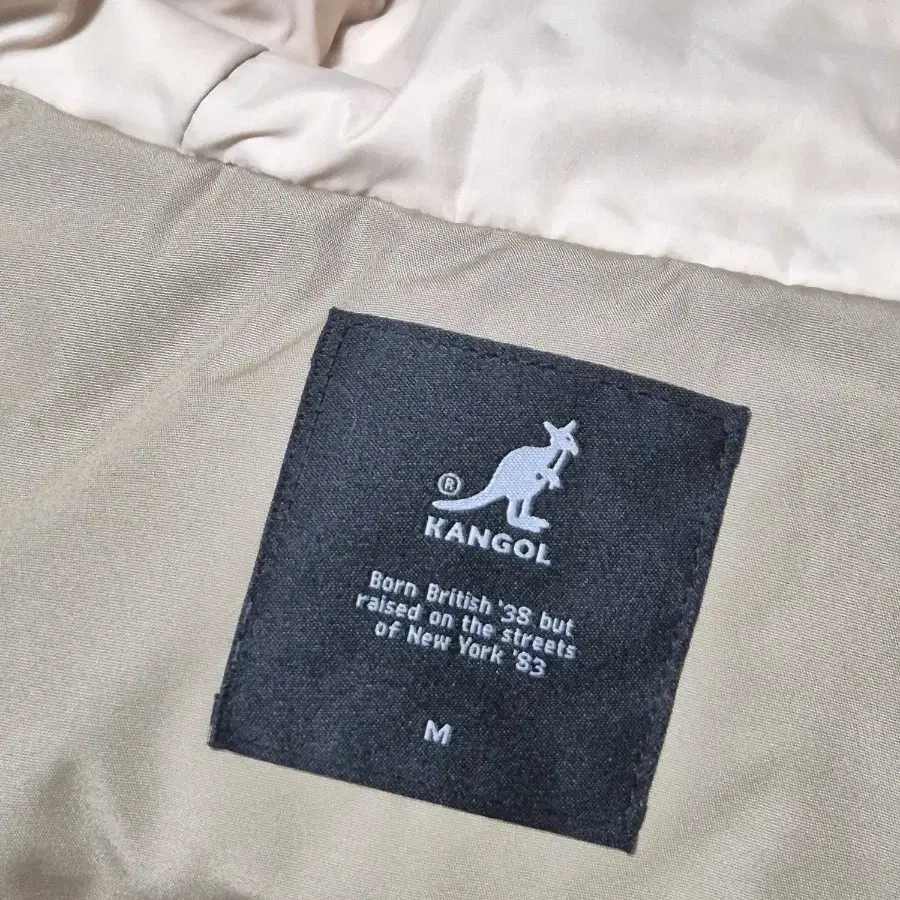 ®
KANGOL
Born British '38 but
raised on the streets
of New York '83
M